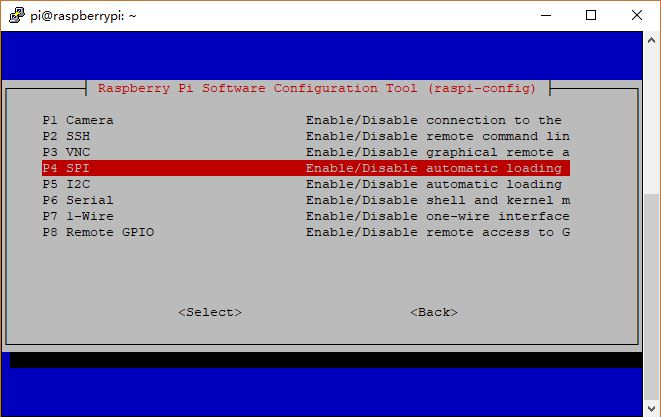 pi@raspberrypi: ~
Raspberry Pi Software Configuration Tool (raspi-config)
P1 Camera Enable/Disable connection to the
P2 SSH Enable/Disable remote command lin
P3 VNC Enable/Disable graphical remote a
P4 SPI Enable/Disable automatic loading
P5 I2C Enable/Disable automatic loading
P6 Serial Enable/Disable shell and kernel m
P7 1-Wire Enable/Disable one-wire interface
P8 Remote GPIO Enable/Disable remote access to G
<Select> <Back>